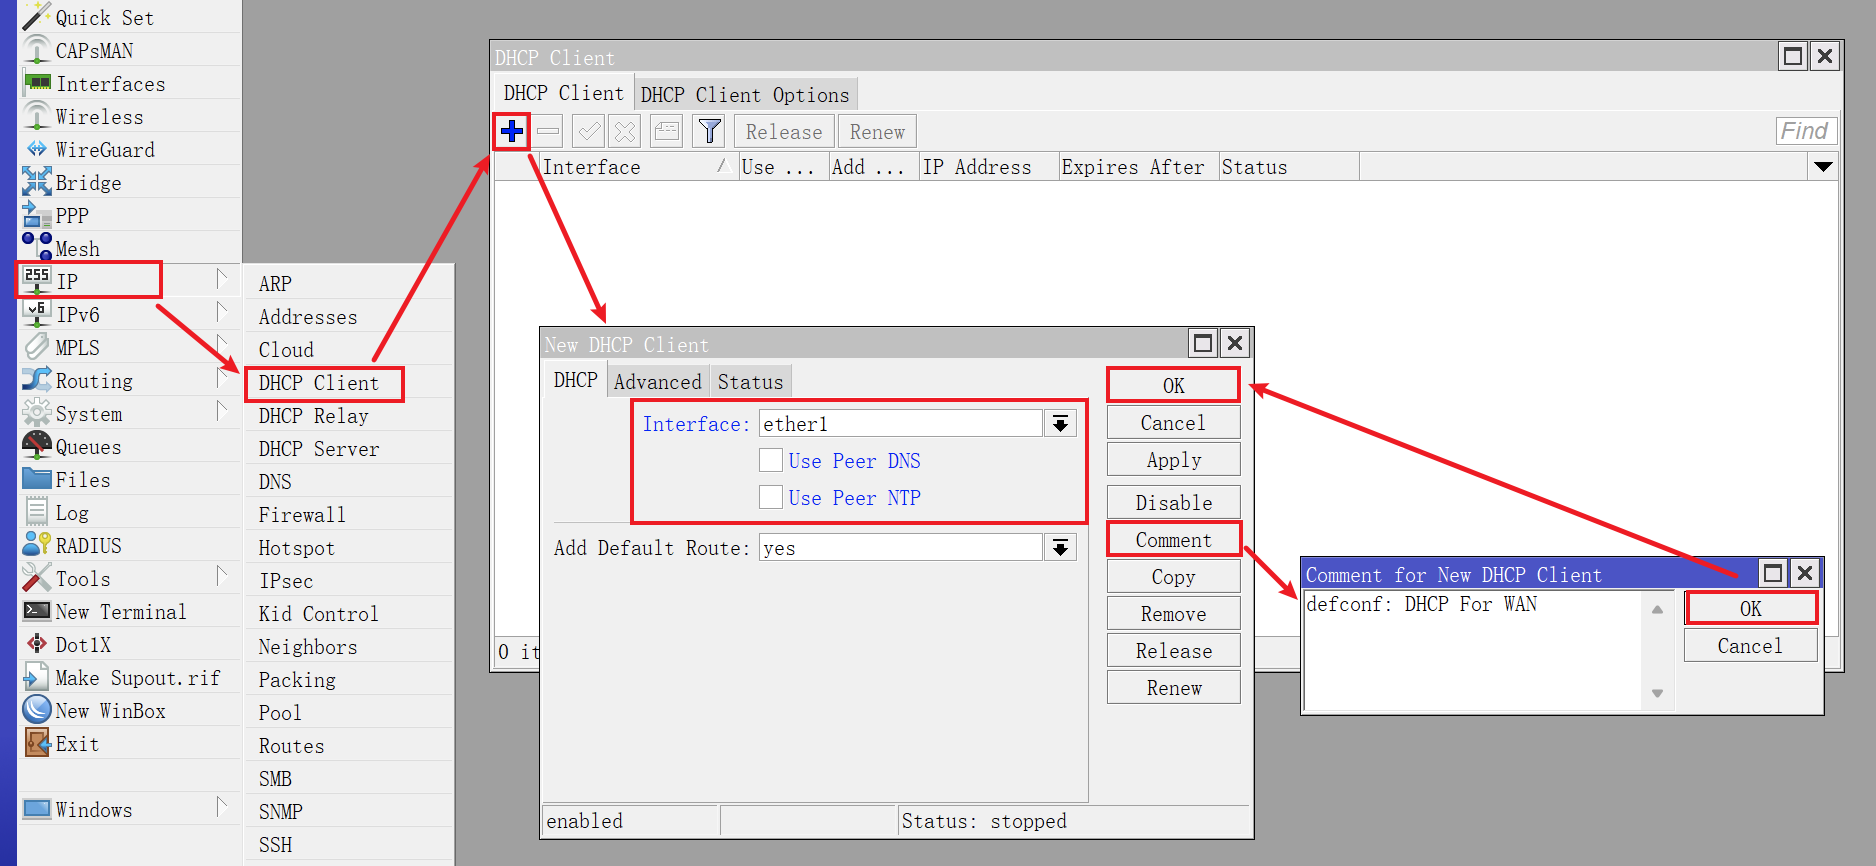 Quick Set
CAPsMAN
Interfaces
Wireless
WireGuard
Bridge
PPP
Mesh
255 IP
v6 IPv6
MPLS
Routing
System
Queues
Files
Log
RADIUS
Tools
New Terminal
Dot1X
Make Supout.rif
New WinBox
Exit
Windows
ARP
Addresses
Cloud
DHCP Client
DHCP Relay
DHCP Server
DNS
Firewall
Hotspot
IPsec
Kid Control
Neighbors
Packing
Pool
Routes
SMB
SNMP
SSH
DHCP Client
DHCP Client DHCP Client Options
Release Renew Find
Interface Use ... Add ... IP Address Expires After Status
0 it
New DHCP Client
DHCP Advanced Status
Interface: ether1
Use Peer DNS
Use Peer NTP
Add Default Route: yes
OK
Cancel
Apply
Disable
Comment
Copy
Remove
Release
Renew
enabled Status: stopped
Comment for New DHCP Client
defconf: DHCP For WAN
OK
Cancel